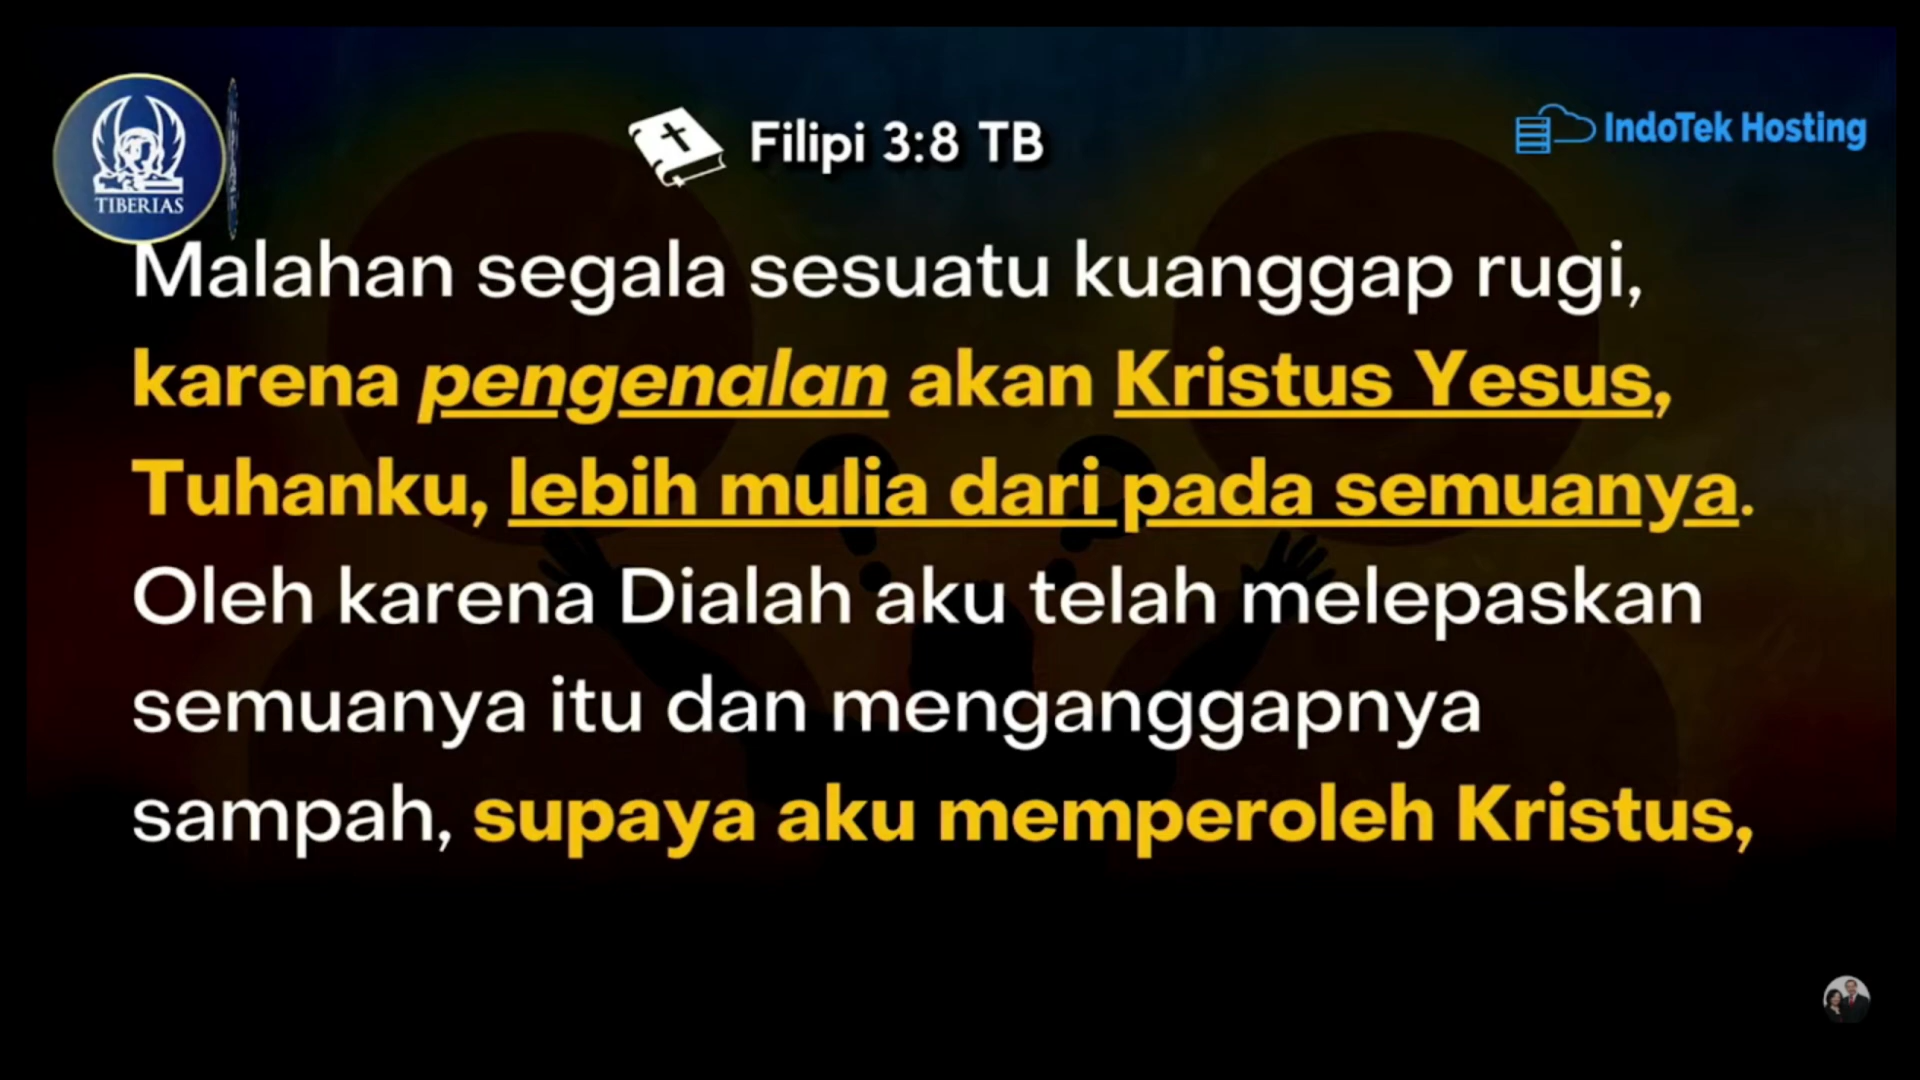 TIBERIAS
Filipi 3:8 TB
IndoTek Hosting
Malahan segala sesuatu kuanggap rugi,
karena pengenalan akan Kristus Yesus,
Tuhanku, lebih mulia dari pada semuanya.
Oleh karena Dialah aku telah melepaskan
semuanya itu dan menganggapnya
sampah, supaya aku memperoleh Kristus,